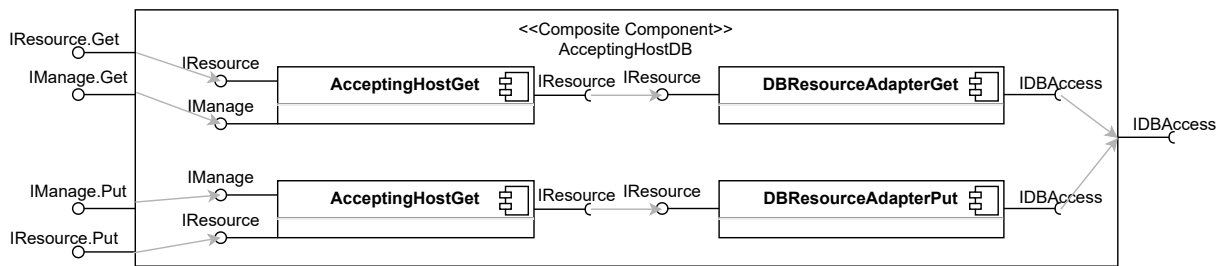 <<Composite Component>>
AcceptingHostDB
IResource.Get
IManage.Get
IResource
AcceptingHostGet
IResource
IResource
DBResourceAdapterGet
IDBAccess
IManage
IDBAccess
IManage.Put
IResource.Put
IManage
AcceptingHostGet
IResource
IResource
DBResourceAdapterPut
IDBAccess
IResource